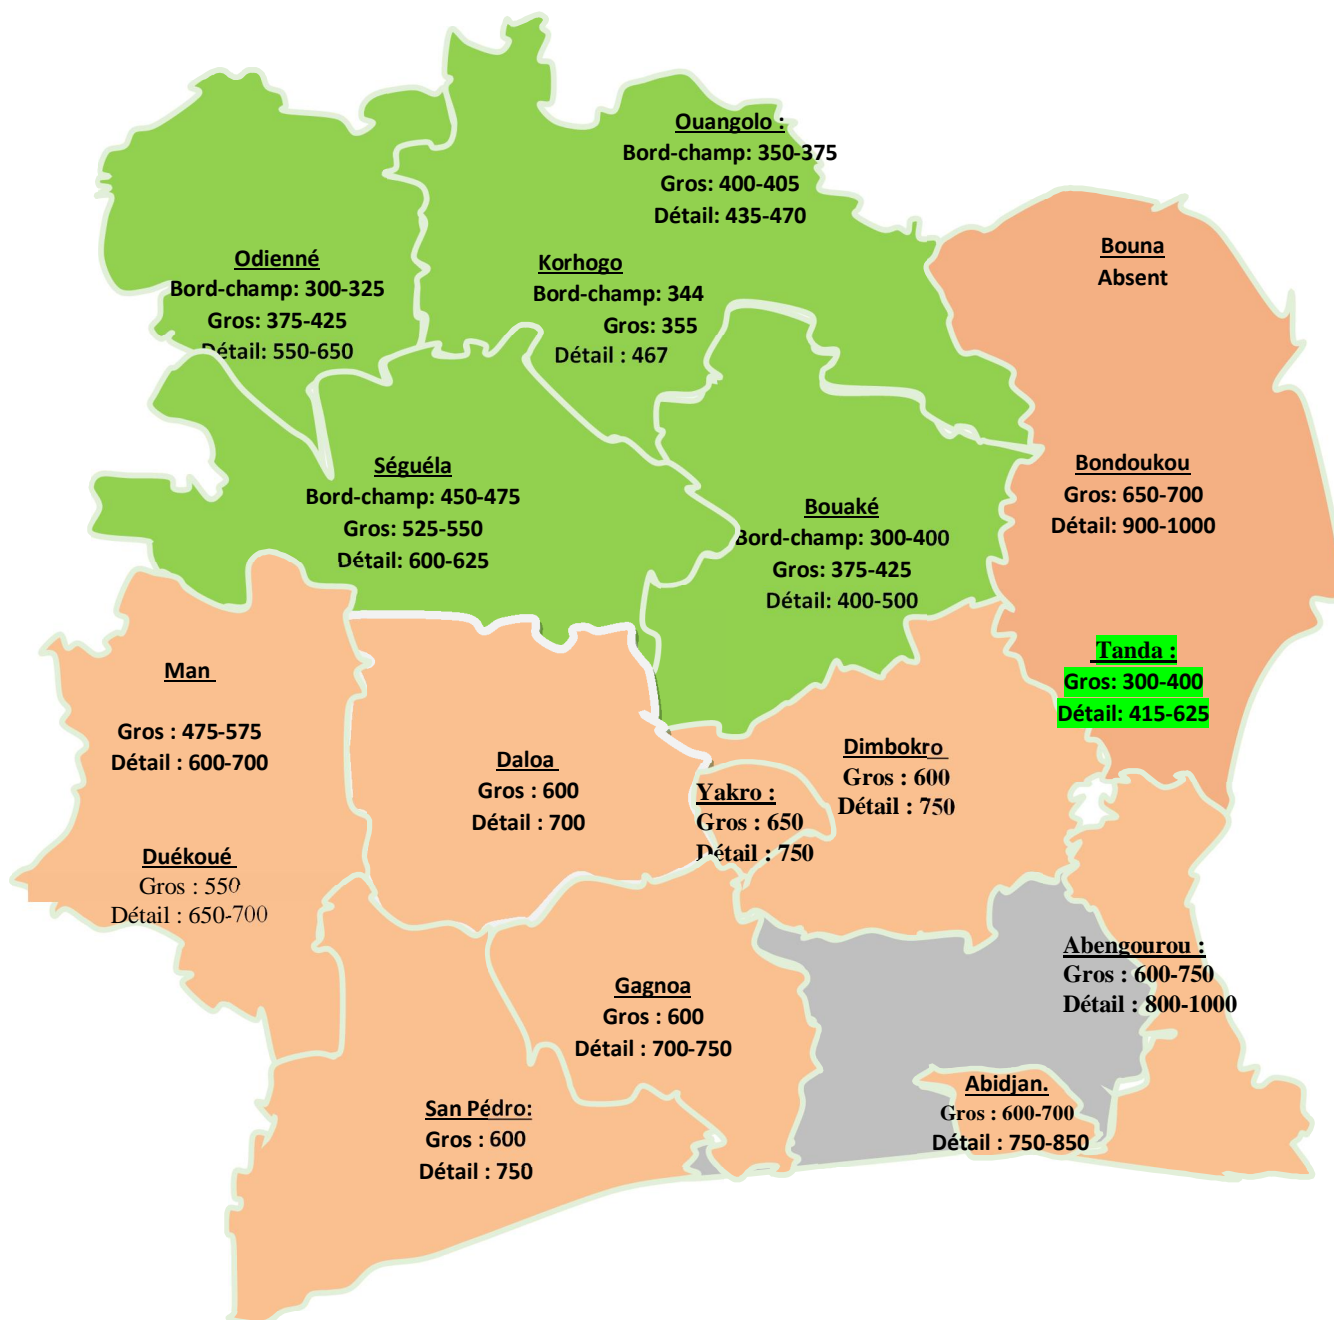 Ouangolo :
Bord-champ: 350-375
Gros: 400-405
Détail: 435-470
Bouna
Absent
Odienné
Bord-champ: 300-325
Gros: 375-425
Détail: 550-650
Korhogo
Bord-champ: 344
Gros: 355
Détail : 467
Séguéla
Bord-champ: 450-475
Gros: 525-550
Détail: 600-625
Bouaké
Bord-champ: 300-400
Gros: 375-425
Détail: 400-500
Bondoukou
Gros: 650-700
Détail: 900-1000
Tanda :
Gros: 300-400
Détail: 415-625
Man
Gros : 475-575
Détail : 600-700
Daloa
Gros : 600
Détail : 700
Yakro :
Gros : 650
Détail : 750
Dimbokro
Gros : 600
Détail : 750
Duékoué
Gros : 550
Détail : 650-700
Abengourou :
Gros : 600-750
Détail : 800-1000
Gagnoa
Gros : 600
Détail : 700-750
San Pédro:
Gros : 600
Détail : 750
Abidjan.
Gros : 600-700
Détail : 750-850